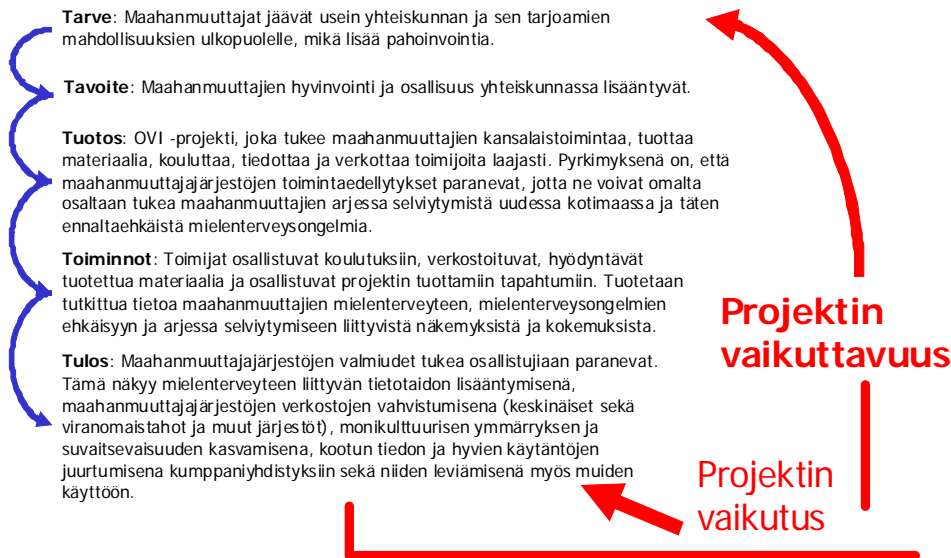 Tarve: Maahanmuuttajat jäävät usein yhteiskunnan ja sen tarjoamien
mahdollisuuksien ulkopuolelle, mikä lisää pahoinvointia.
Tavoite: Maahanmuuttajien hyvinvointi ja osallisuus yhteiskunnassa lisääntyvät.
Tuotos: OVI -projekti, joka tukee maahanmuuttajien kansalaistoimintaa, tuottaa
materiaalia, kouluttaa, tiedottaa ja verkottaa toimijoita laajasti. Pyrkimyksenä on, että
maahanmuuttajajärjestöjen toimintaedellytykset paranevat, jotta ne voivat omalta
osaltaan tukea maahanmuuttajien arjessa selviytymistä uudessa kotimaassa ja täten
ennaltaehkäistä mielenterveysongelmia.
Toiminnot: Toimijat osallistuvat koulutuksiin, verkostoituvat, hyödyntävät
tuotettua materiaalia ja osallistuvat projektin tuottamiin tapahtumiin. Tuotetaan
tutkittua tietoa maahanmuuttajien mielenterveyteen, mielenterveysongelmien
ehkäisyyn ja arjessa selviytymiseen liittyvistä näkemyksistä ja kokemuksista.
Tulos: Maahanmuuttajajärjestöjen valmiudet tukea osallistujiaan paranevat.
Tämä näkyy mielenterveyteen liittyvän tietotaidon lisääntymisenä,
maahanmuuttajajärjestöjen verkostojen vahvistumisena (keskinäiset sekä
viranomaistahot ja muut järjestöt), monikulttuurisen ymmärryksen ja
suvaitsevaisuuden kasvamisena, kootun tiedon ja hyvien käytäntöjen
juurtumisena kumppaniyhdistyksiin sekä niiden leviämisenä myös muiden
käyttöön.
Projektin
vaikuttavuus
Projektin
vaikutus